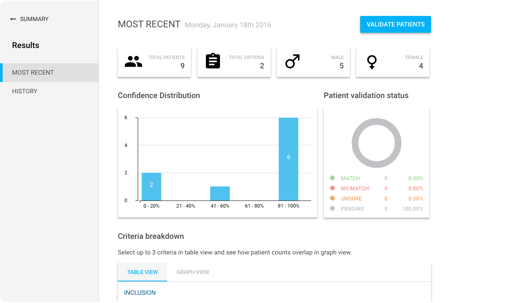 SUMMARY
Results
MOST RECENT
HISTORY
MOST RECENT Monday, January 18th 2016
VALIDATE PATIENTS
TOTAL PATIENTS
9
TOTAL CRITERIA
2
MALE
5
FEMALE
4
Confidence Distribution
6
4
2
0
2
6
0 - 20% 21 - 40% 41 - 60% 61 - 80% 81 - 100%
Patient validation status
MATCH 0 0.00%
NO MATCH 0 0.00%
UNSURE 0 0.00%
PENDING 9 100.00%
Criteria breakdown
Select up to 3 criteria in table view and see how patient counts overlap in graph view.
TABLE VIEW GRAPH VIEW
INCLUSION